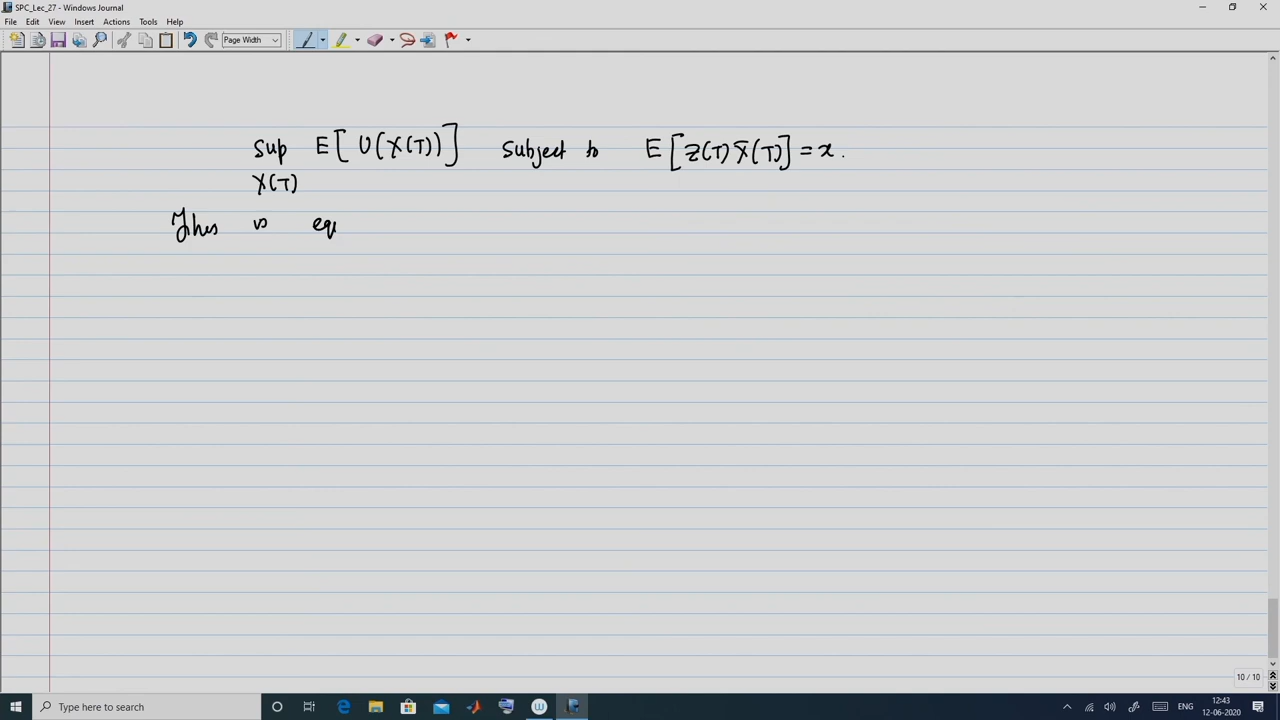 SPC_Lec_27 - Windows Journal
File Edit View Insert Actions Tools Help
Page Width
Sup E[U(X(T))] Subject to E[Z(T) X̄(T)] = x.
X(T)
This is eq
10 / 10
Type here to search
ENG
12:43
12-06-2020